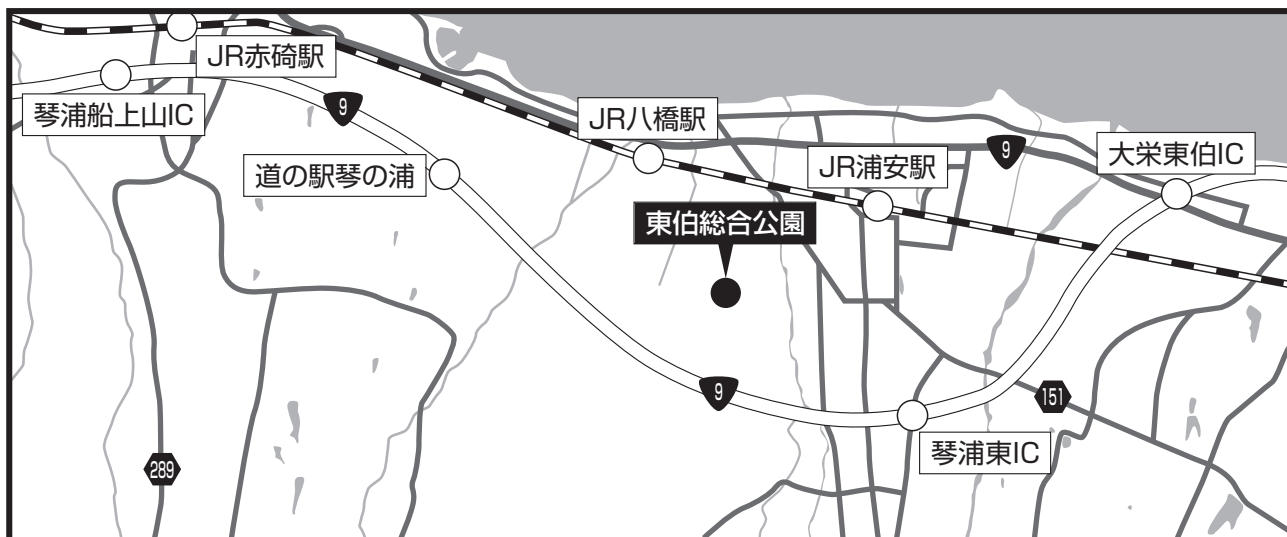 JR赤碕駅
琴浦船上山IC
9
JR八橋駅
9
大栄東伯IC
道の駅琴の浦
JR浦安駅
東伯総合公園
9
151
琴浦東IC
289